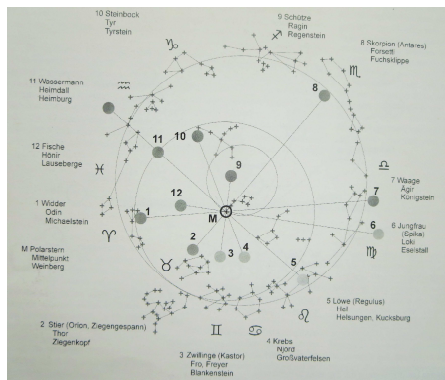 10 Steinbock
Tyr
Tyrstein
9 Schütze
Ragin
Regenstein
8 Skorpion (Antares)
Forseti
Fuchsklippe
11 Wassermann
Heimdall
Heimburg
12 Fische
Hönir
Lauseberge
1 Widder
Odin
Michaelstein
M Polarstern
Mittelpunkt
Weinberg
7 Waage
Ägir
Königstein
6 Jungfrau
(Spika)
Loki
Eselstall
5 Löwe (Regulus)
Hel
Helsungen, Kucksburg
4 Krebs
Njord
Großvaterfelsen
3 Zwillinge (Kastor)
Fro, Freyer
Blankenstein
2 Stier (Orion, Ziegengespann)
Thor
Ziegenkopf
8
10
11
9
12
7
1
M
6
2
3 4
5
♑
♐
♏
♒
♎
♓
♈
♍
♉
♌
♊
♋